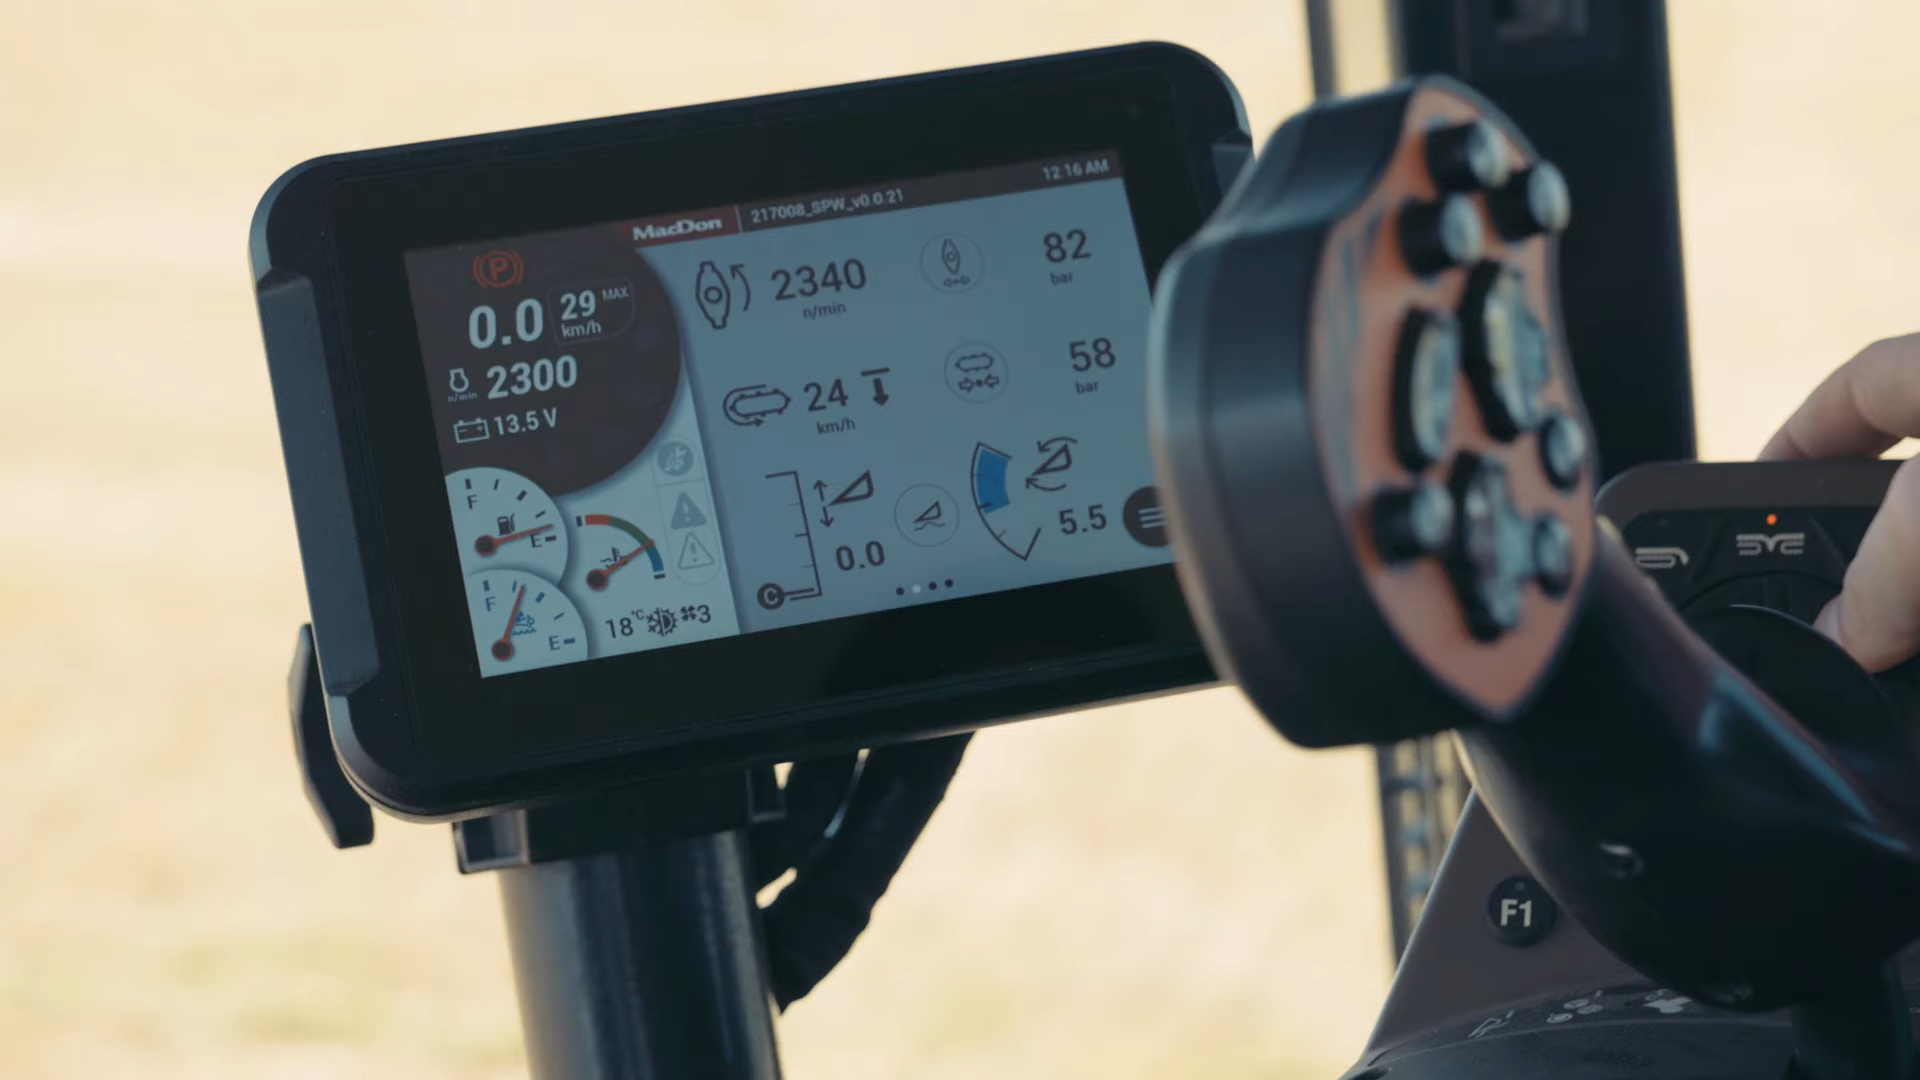 MacDon
217008_SPW_v0.0.21
12:16 AM
P
0.0
29 MAX
km/h
n/min
2300
13.5 V
2340
n/min
82
bar
24
km/h
58
bar
0.0
5.5
C
F
E
F
E
18 °C
3
F1